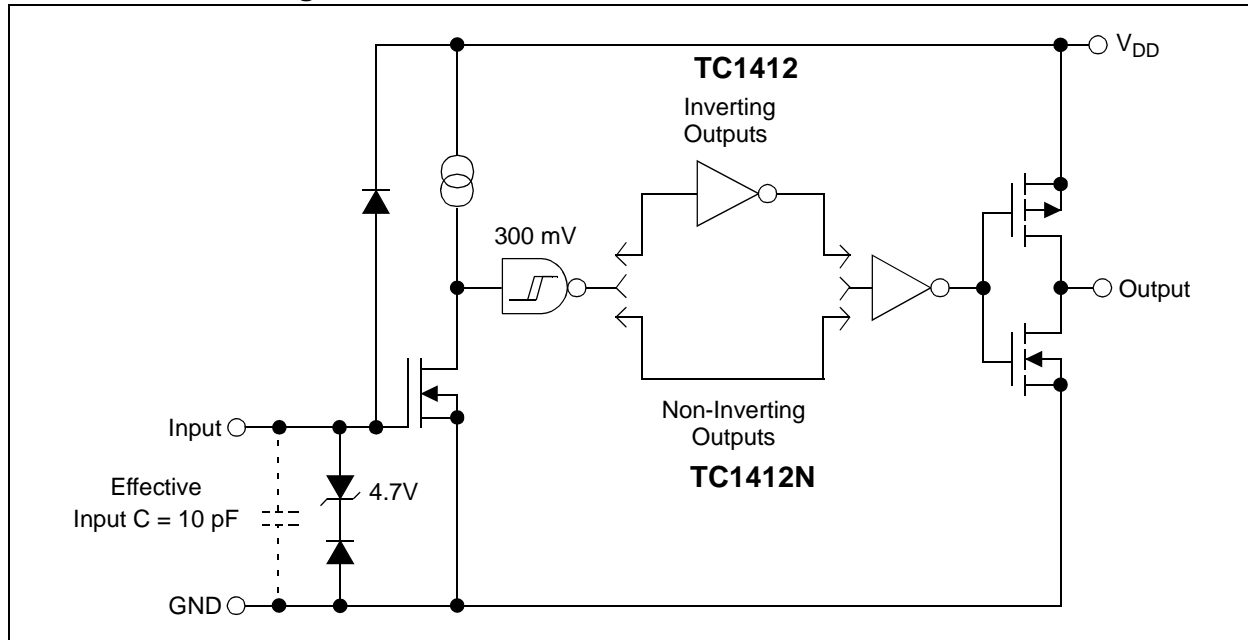 V_DD
TC1412
Inverting
Outputs
300 mV
Output
Input
Non-Inverting
Outputs
TC1412N
Effective
Input C = 10 pF
4.7V
GND